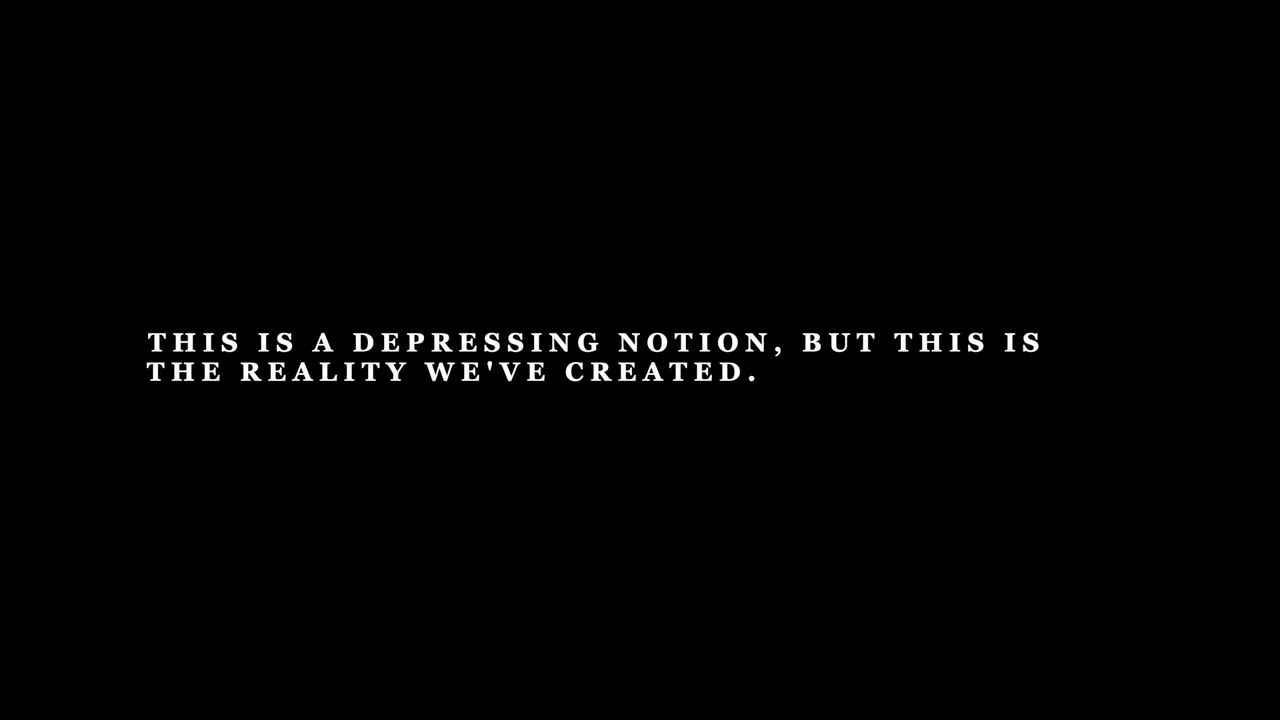 THIS IS A DEPRESSING NOTION, BUT THIS IS
THE REALITY WE'VE CREATED.